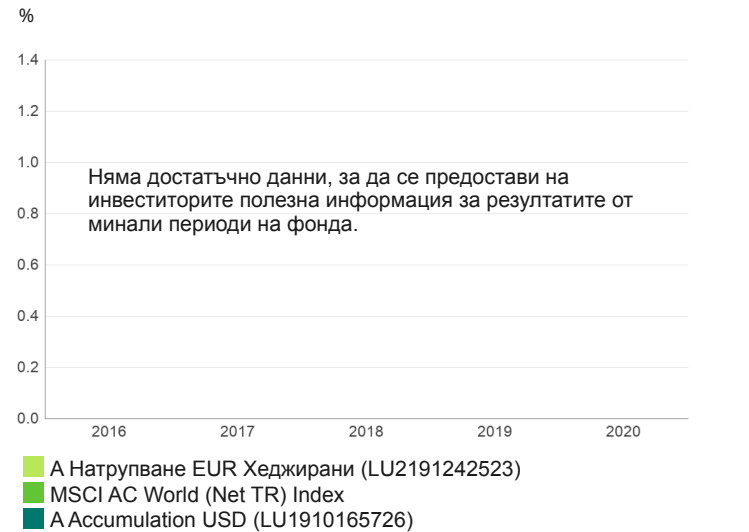 %
1.4
1.2
1.0
Няма достатъчно данни, за да се предостави на
инвеститорите полезна информация за резултатите от
минали периоди на фонда.
0.8
0.6
0.4
0.2
0.0
2016 2017 2018 2019 2020
A Натрупване EUR Хеджирани (LU2191242523)
MSCI AC World (Net TR) Index
A Accumulation USD (LU1910165726)